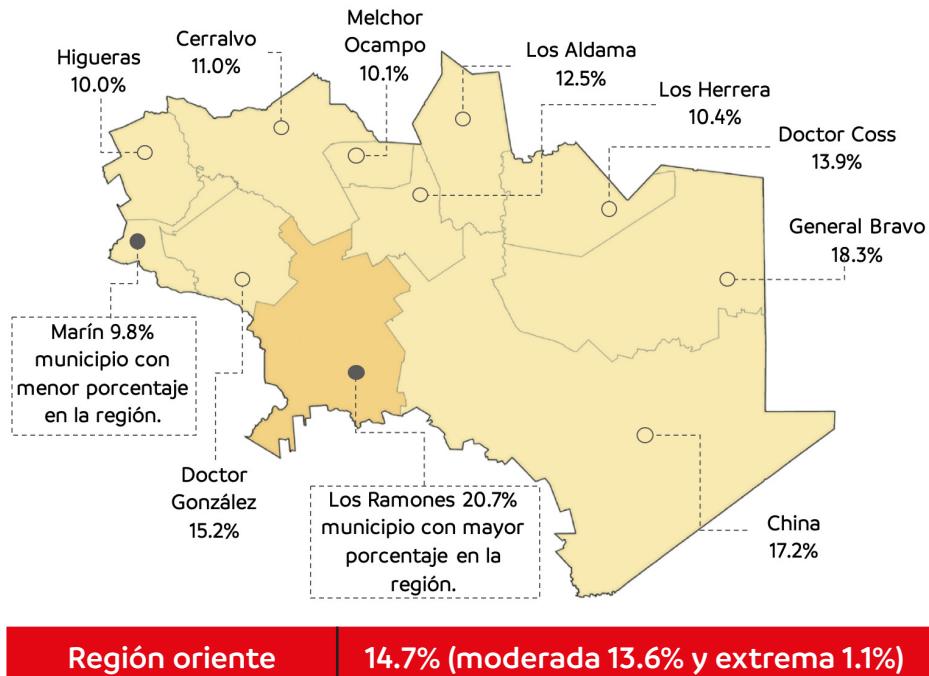 Melchor
Ocampo
10.1%
Cerralvo
11.0%
Higueras
10.0%
Los Aldama
12.5%
Los Herrera
10.4%
Doctor Coss
13.9%
General Bravo
18.3%
Marín 9.8%
municipio con
menor porcentaje
en la región.
Doctor
González
15.2%
Los Ramones 20.7%
municipio con mayor
porcentaje en la
región.
China
17.2%
Región oriente
14.7% (moderada 13.6% y extrema 1.1%)